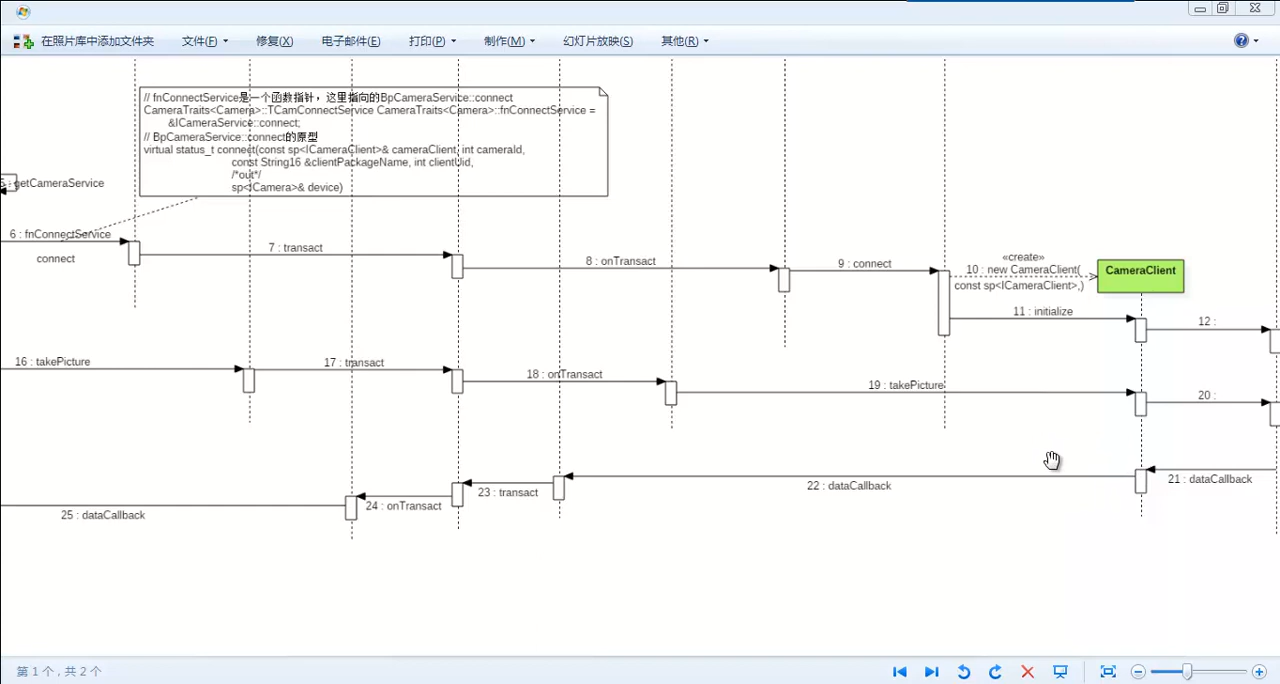 在照片库中添加文件夹 文件(F) 修复(X) 电子邮件(E) 打印(P) 制作(M) 幻灯片放映(S) 其他(R)
// fnConnectService是一个函数指针，这里指向的BpCameraService::connect
CameraTraits<Camera>::TCamConnectService CameraTraits<Camera>::fnConnectService =
&ICameraService::connect;
// BpCameraService::connect的原型
virtual status_t connect(const sp<ICameraClient>& cameraClient, int cameraId,
const String16 &clientPackageName, int clientUid,
/*out*/
sp<ICamera>& device)
5 : getCameraService
6 : fnConnectService
connect
7 : transact
8 : onTransact
9 : connect
«create»
10 : new CameraClient(
const sp<ICameraClient>,)
CameraClient
11 : initialize
12 :
16 : takePicture
17 : transact
18 : onTransact
19 : takePicture
20 :
21 : dataCallback
22 : dataCallback
23 : transact
24 : onTransact
25 : dataCallback
第 1 个，共 2 个